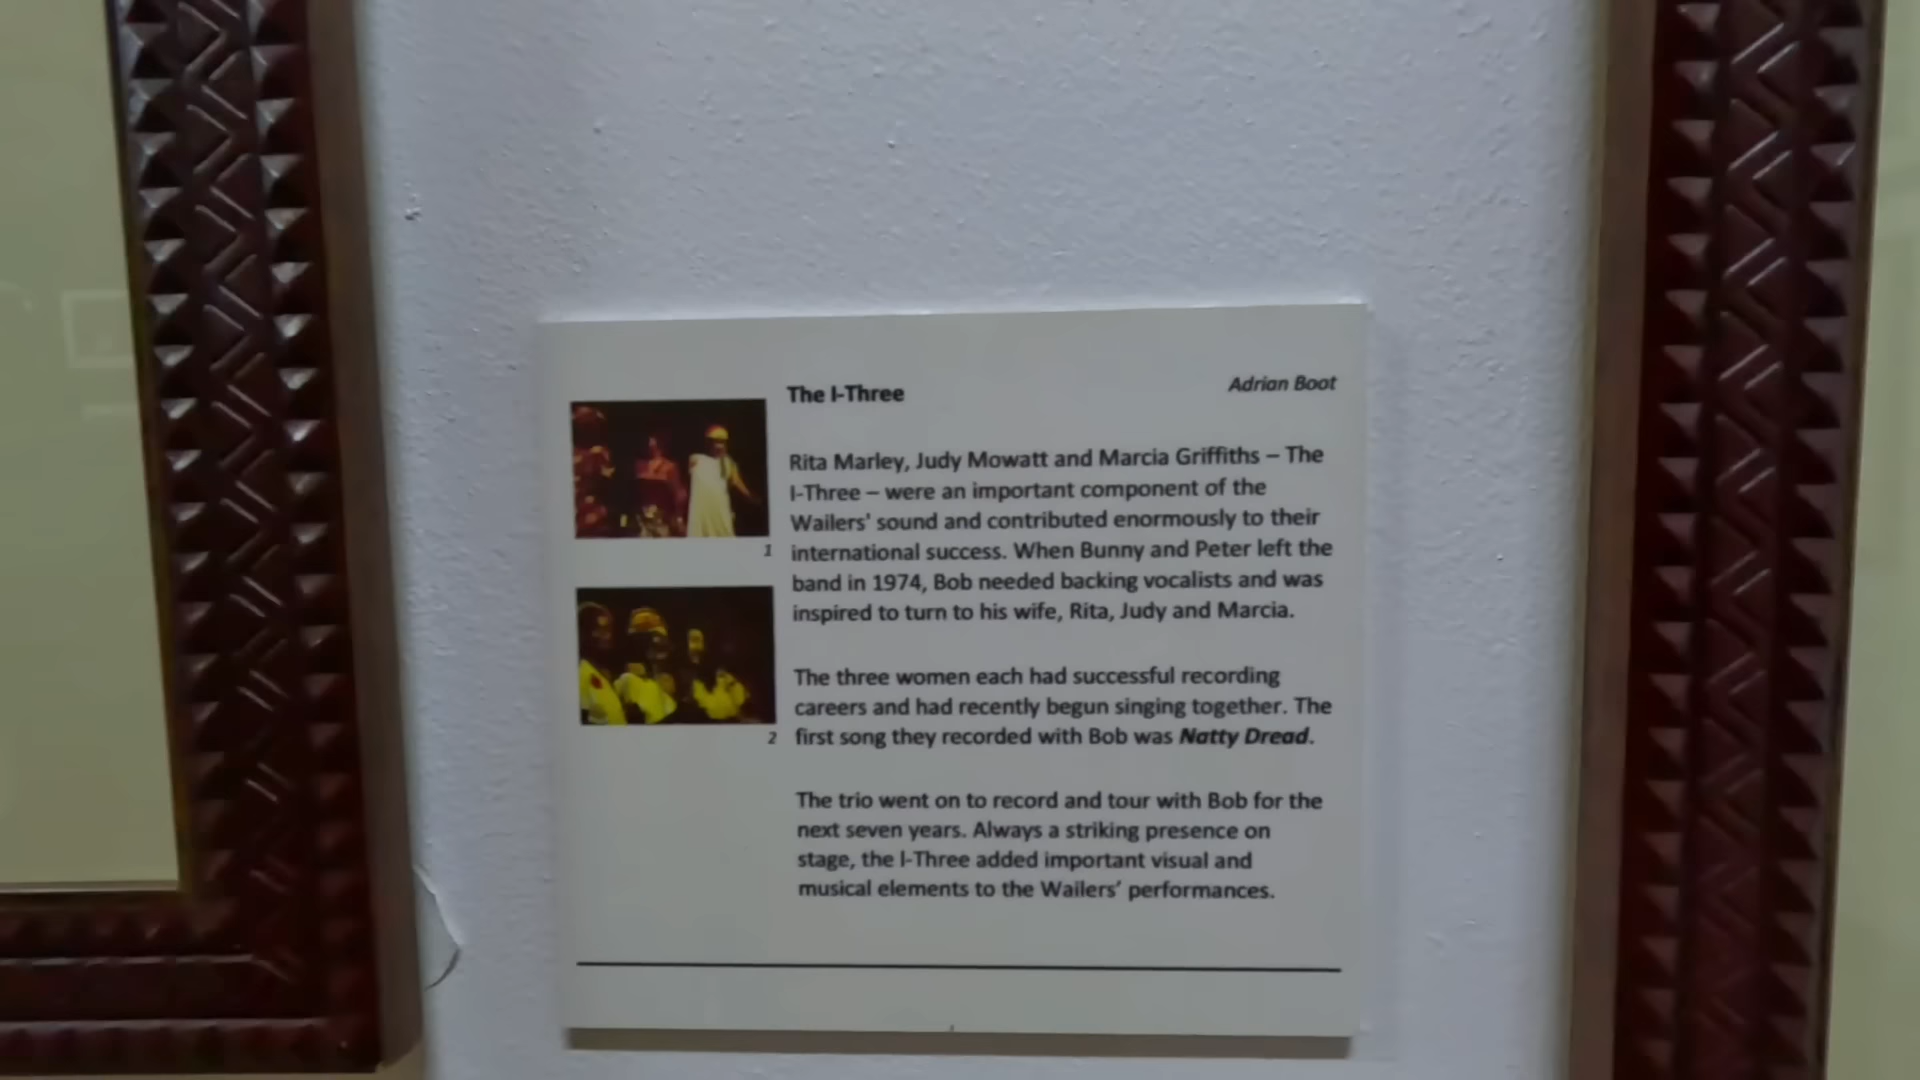 The I-Three
Adrian Boot
Rita Marley, Judy Mowatt and Marcia Griffiths – The
I-Three – were an important component of the
Wailers' sound and contributed enormously to their
1
international success. When Bunny and Peter left the
band in 1974, Bob needed backing vocalists and was
inspired to turn to his wife, Rita, Judy and Marcia.
The three women each had successful recording
careers and had recently begun singing together. The
2
first song they recorded with Bob was Natty Dread.
The trio went on to record and tour with Bob for the
next seven years. Always a striking presence on
stage, the I-Three added important visual and
musical elements to the Wailers' performances.